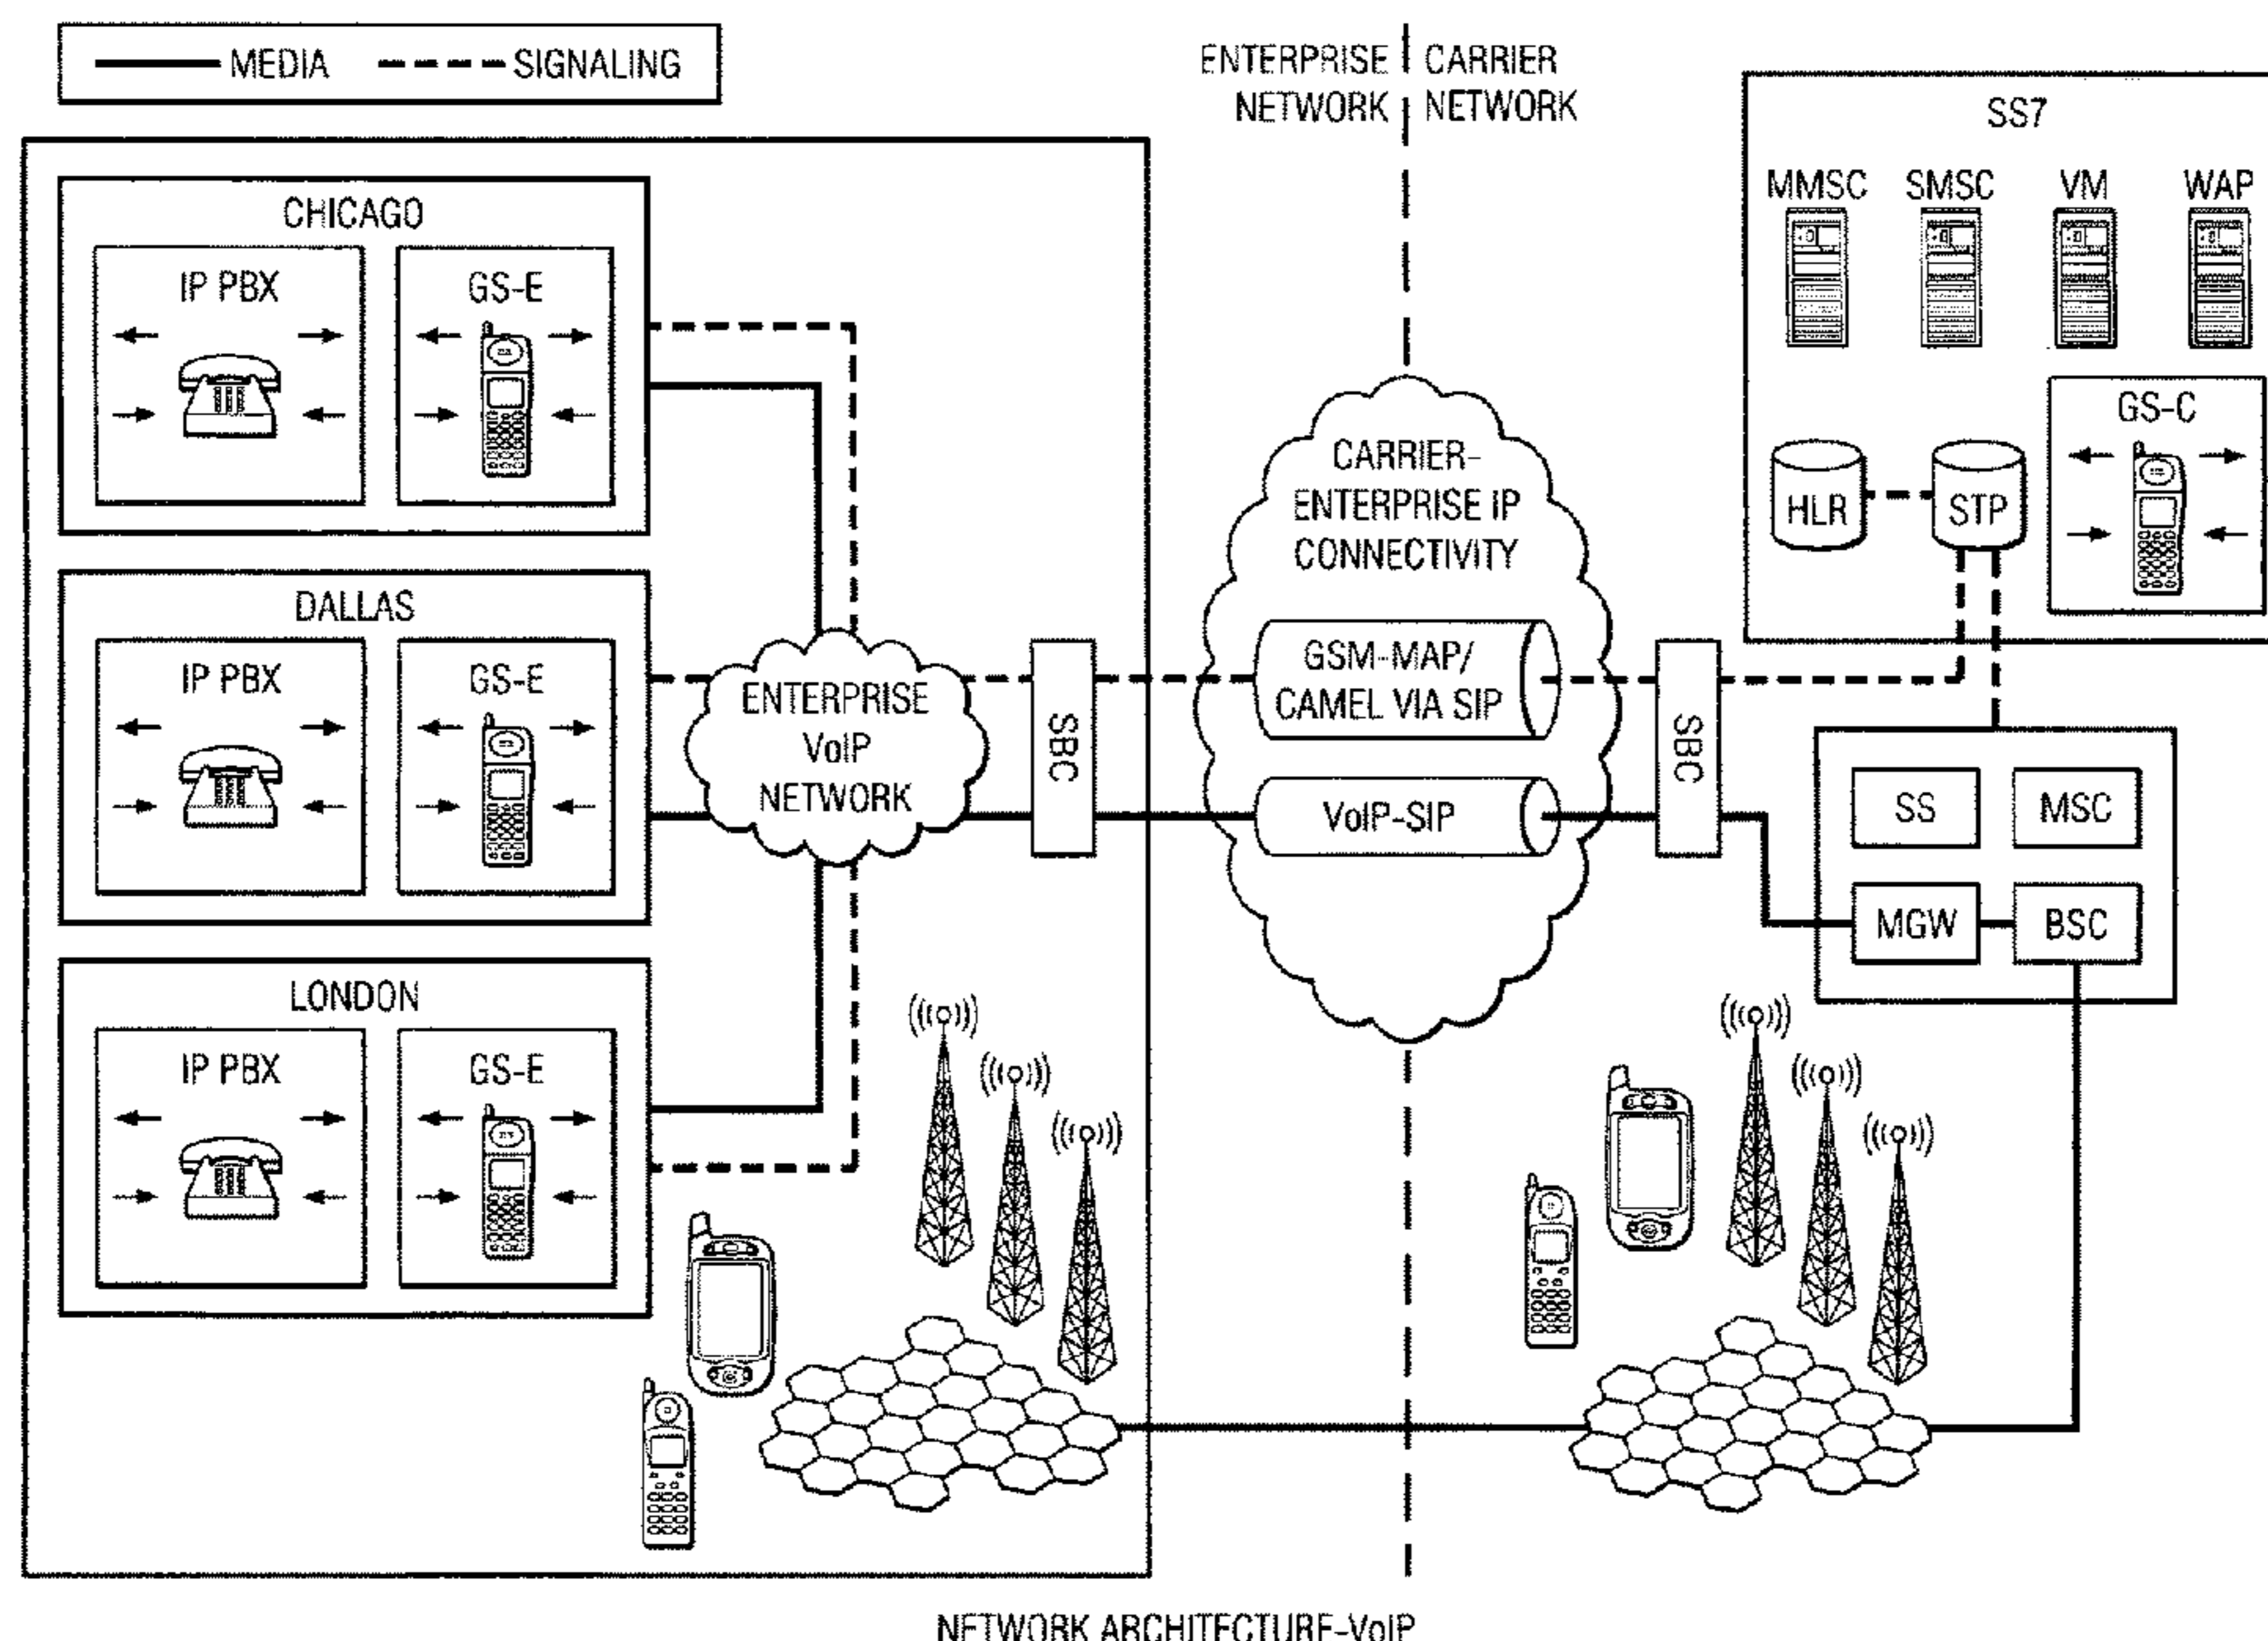 MEDIA
SIGNALING
ENTERPRISE
NETWORK
CARRIER
NETWORK
CHICAGO
IP PBX
GS-E
DALLAS
IP PBX
GS-E
LONDON
IP PBX
GS-E
ENTERPRISE
VoIP
NETWORK
SBC
CARRIER-
ENTERPRISE IP
CONNECTIVITY
GSM-MAP/
CAMEL VIA SIP
VoIP-SIP
SBC
SS7
MMSC
SMSC
VM
WAP
HLR
STP
GS-C
SS
MSC
MGW
BSC
NETWORK ARCHITECTURE-VoIP